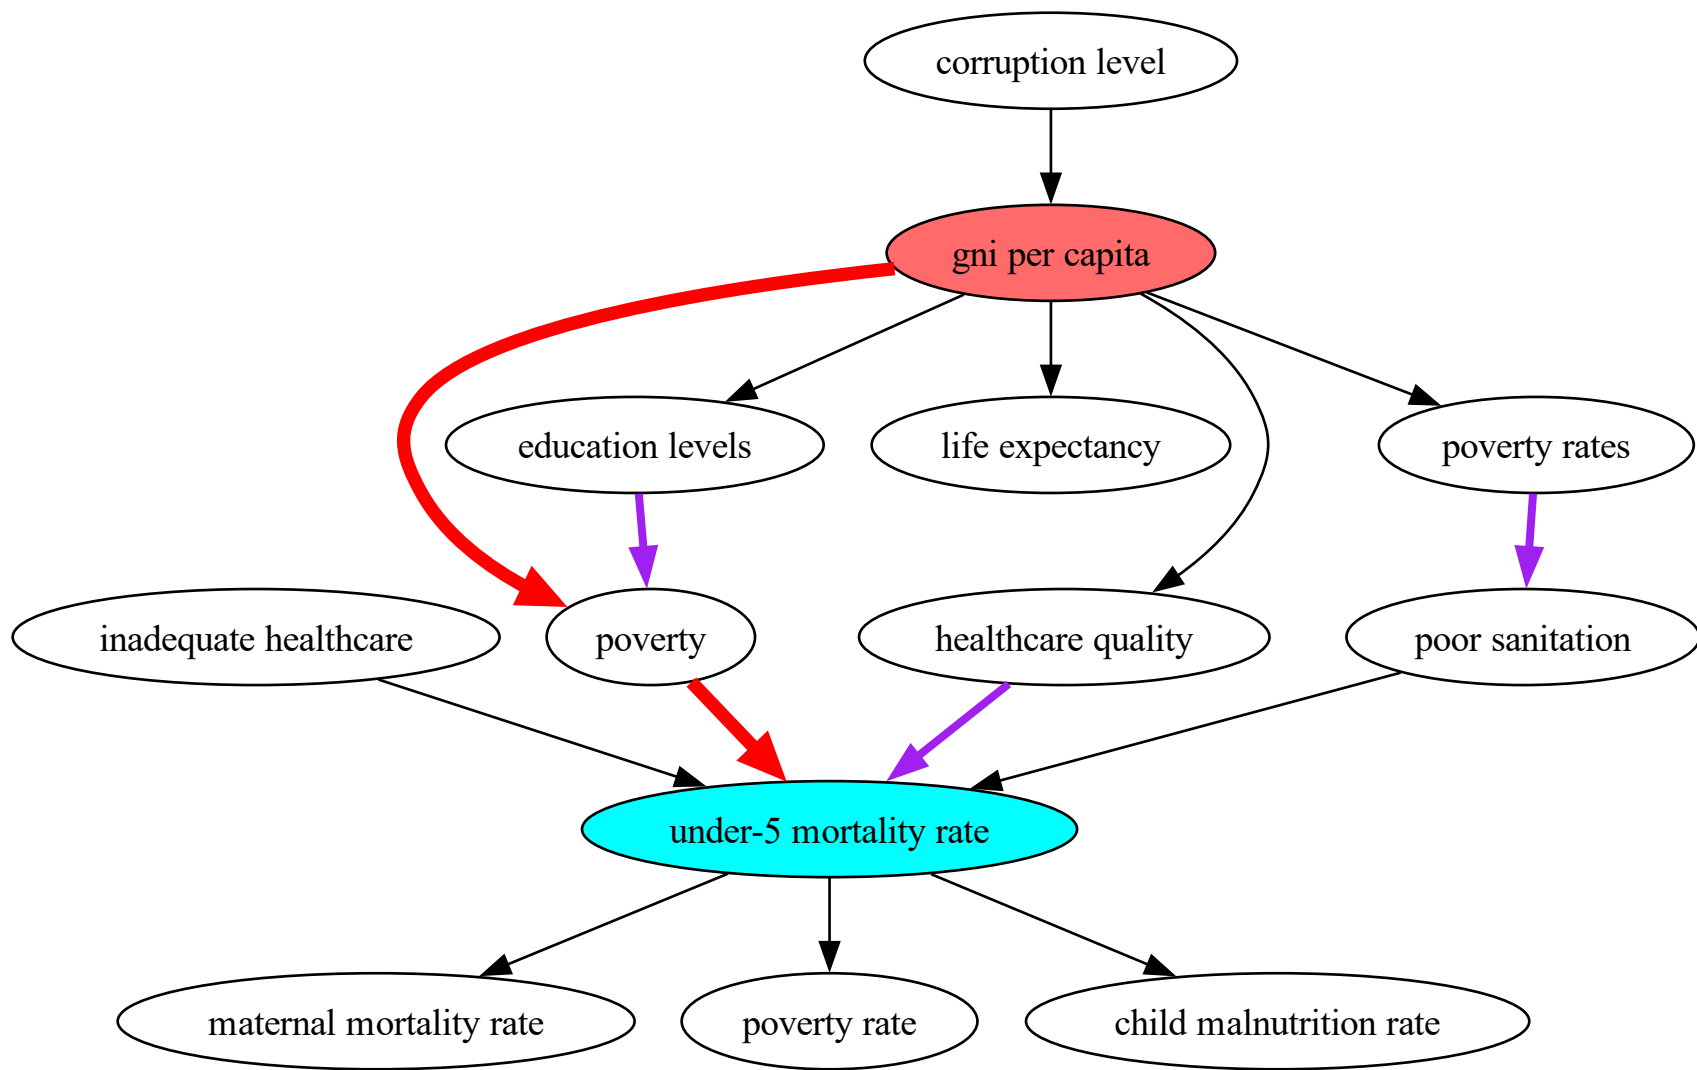 corruption level
gni per capita
education levels
life expectancy
poverty rates
inadequate healthcare
poverty
healthcare quality
poor sanitation
under-5 mortality rate
maternal mortality rate
poverty rate
child malnutrition rate